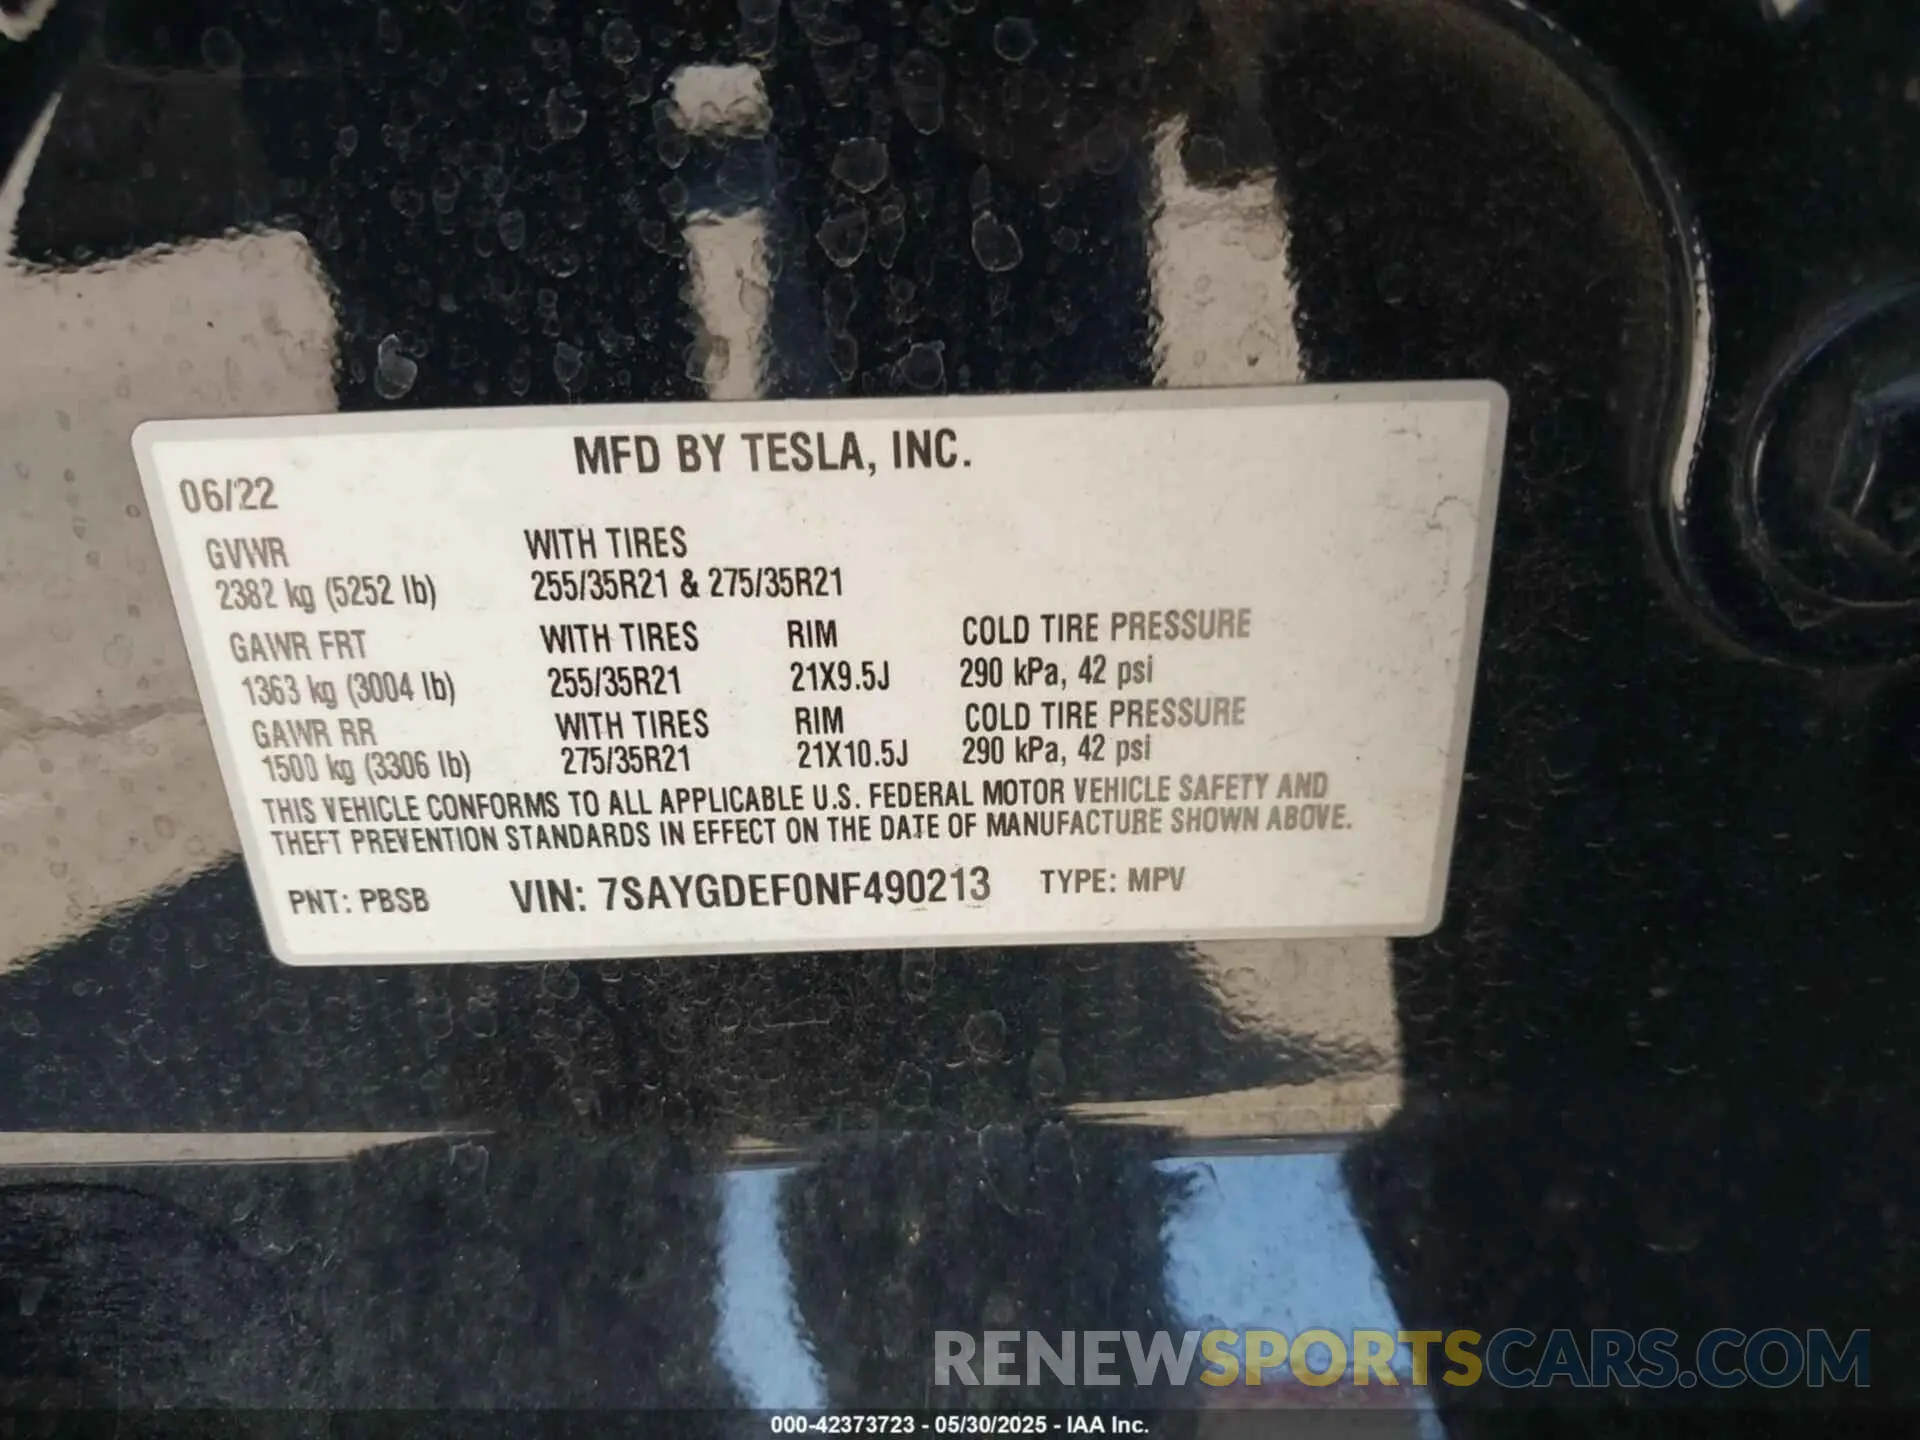 MFD BY TESLA, INC.
06/22
GVWR WITH TIRES
2382 kg (5252 lb) 255/35R21 & 275/35R21
GAWR FRT WITH TIRES RIM COLD TIRE PRESSURE
1363 kg (3004 lb) 255/35R21 21X9.5J 290 kPa, 42 psi
GAWR RR WITH TIRES RIM COLD TIRE PRESSURE
1500 kg (3306 lb) 275/35R21 21X10.5J 290 kPa, 42 psi
THIS VEHICLE CONFORMS TO ALL APPLICABLE U.S. FEDERAL MOTOR VEHICLE SAFETY AND
THEFT PREVENTION STANDARDS IN EFFECT ON THE DATE OF MANUFACTURE SHOWN ABOVE.
PNT: PBSB VIN: 7SAYGDEF0NF490213 TYPE: MPV
RENEWSPORTSCARS.COM
000-42373723 - 05/30/2025 - IAA Inc.